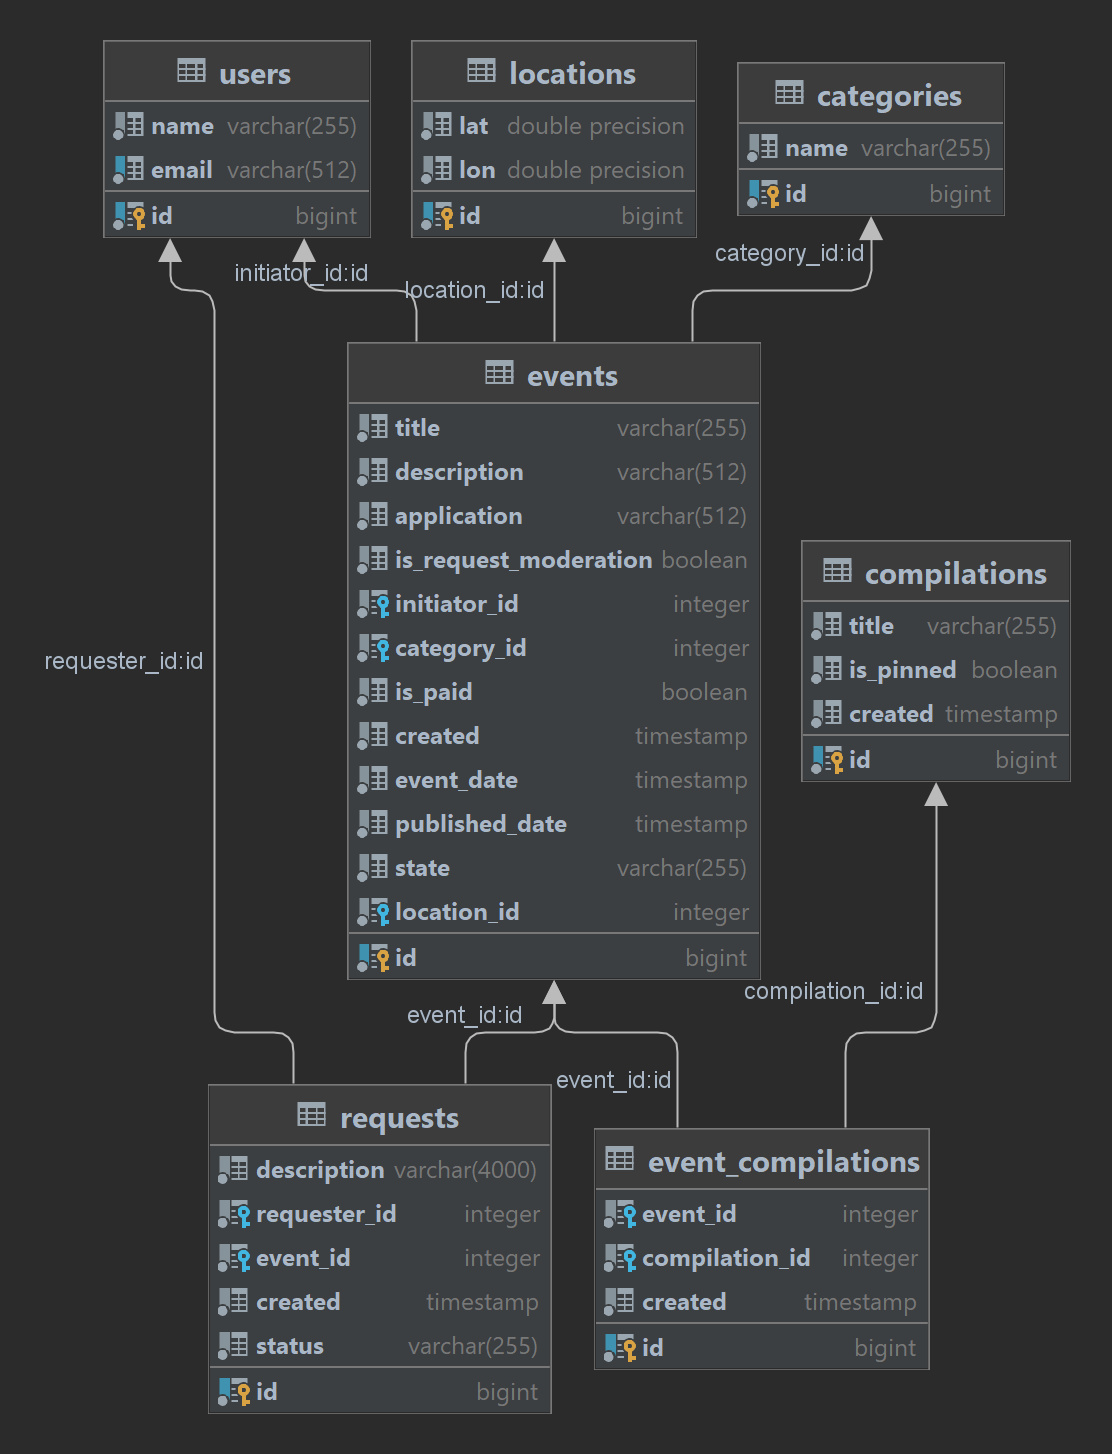 users
name varchar(255)
email varchar(512)
id bigint
locations
lat double precision
lon double precision
id bigint
categories
name varchar(255)
id bigint
initiator_id:id
location_id:id
category_id:id
events
title varchar(255)
description varchar(512)
application varchar(512)
is_request_moderation boolean
initiator_id integer
category_id integer
is_paid boolean
created timestamp
event_date timestamp
published_date timestamp
state varchar(255)
location_id integer
id bigint
requester_id:id
compilations
title varchar(255)
is_pinned boolean
created timestamp
id bigint
compilation_id:id
event_id:id
event_id:id
requests
description varchar(4000)
requester_id integer
event_id integer
created timestamp
status varchar(255)
id bigint
event_compilations
event_id integer
compilation_id integer
created timestamp
id bigint